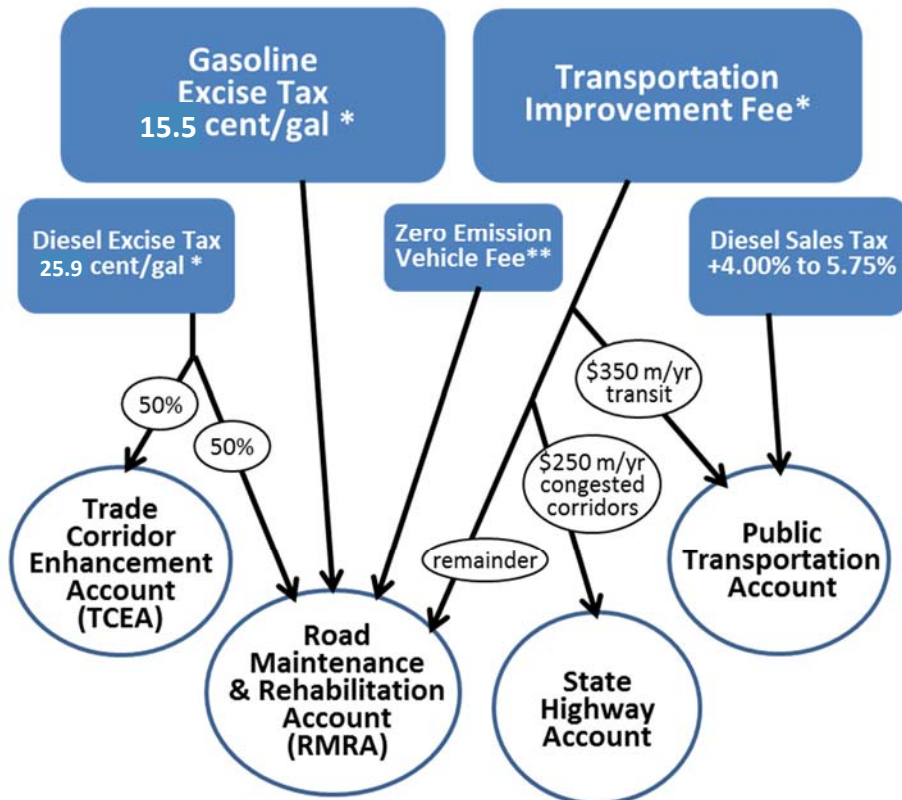 Gasoline
Excise Tax
15.5 cent/gal *
Transportation
Improvement Fee*
Diesel Excise Tax
25.9 cent/gal *
Zero Emission
Vehicle Fee**
Diesel Sales Tax
+4.00% to 5.75%
50%
50%
$350 m/yr
transit
$250 m/yr
congested
corridors
remainder
Trade
Corridor
Enhancement
Account
(TCEA)
Road
Maintenance
& Rehabilitation
Account
(RMRA)
State
Highway
Account
Public
Transportation
Account